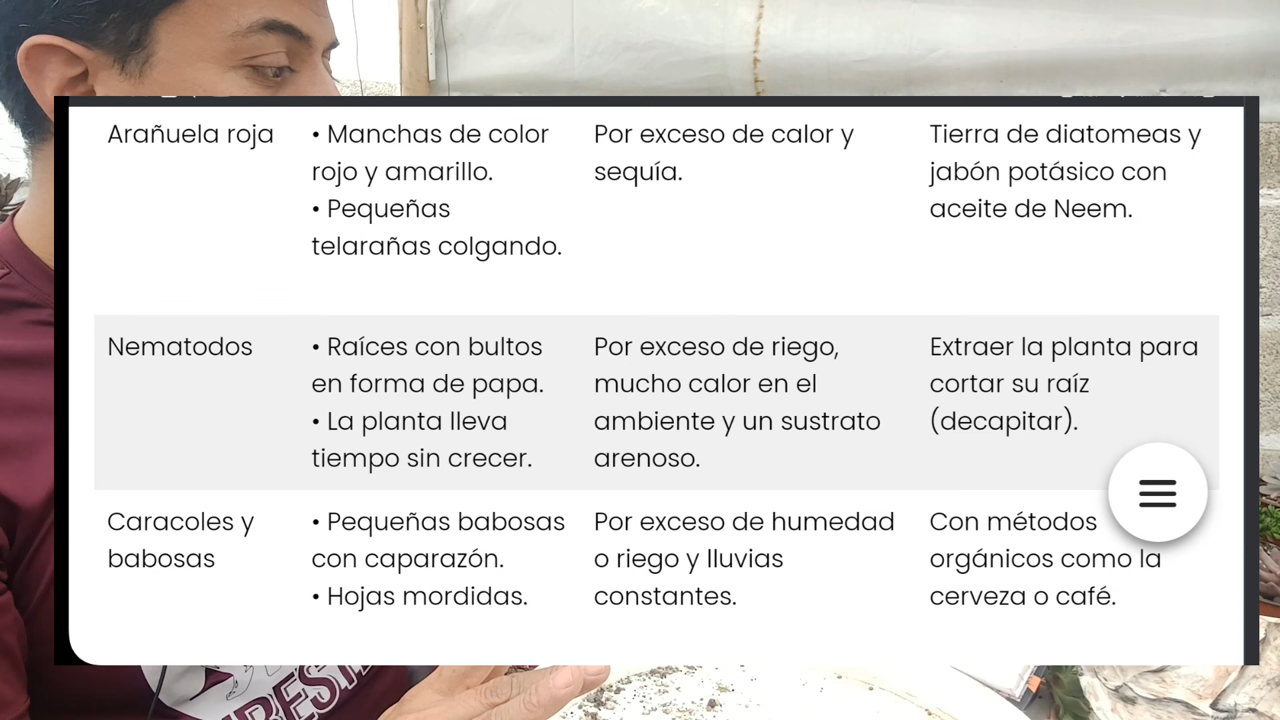 Arañuela roja
• Manchas de color
rojo y amarillo.
• Pequeñas
telarañas colgando.
Por exceso de calor y
sequía.
Tierra de diatomeas y
jabón potásico con
aceite de Neem.
Nematodos
• Raíces con bultos
en forma de papa.
• La planta lleva
tiempo sin crecer.
Por exceso de riego,
mucho calor en el
ambiente y un sustrato
arenoso.
Extraer la planta para
cortar su raíz
(decapitar).
Caracoles y
babosas
• Pequeñas babosas
con caparazón.
• Hojas mordidas.
Por exceso de humedad
o riego y lluvias
constantes.
Con métodos
orgánicos como la
cerveza o café.